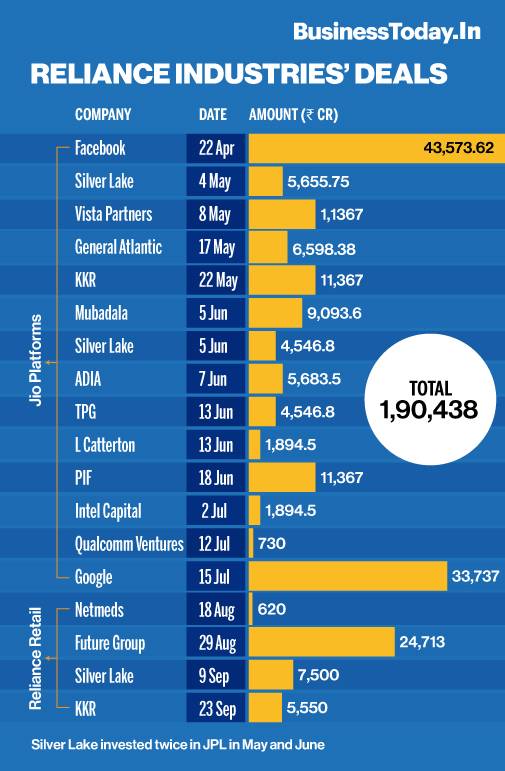 BusinessToday.In
RELIANCE INDUSTRIES' DEALS
COMPANY DATE AMOUNT (₹ CR)
Jio Platforms
Facebook 22 Apr 43,573.62
Silver Lake 4 May 5,655.75
Vista Partners 8 May 1,1367
General Atlantic 17 May 6,598.38
KKR 22 May 11,367
Mubadala 5 Jun 9,093.6
Silver Lake 5 Jun 4,546.8
ADIA 7 Jun 5,683.5
TPG 13 Jun 4,546.8
L Catterton 13 Jun 1,894.5
PIF 18 Jun 11,367
Intel Capital 2 Jul 1,894.5
Qualcomm Ventures 12 Jul 730
Google 15 Jul 33,737
TOTAL
1,90,438
Reliance Retail
Netmeds 18 Aug 620
Future Group 29 Aug 24,713
Silver Lake 9 Sep 7,500
KKR 23 Sep 5,550
Silver Lake invested twice in JPL in May and June